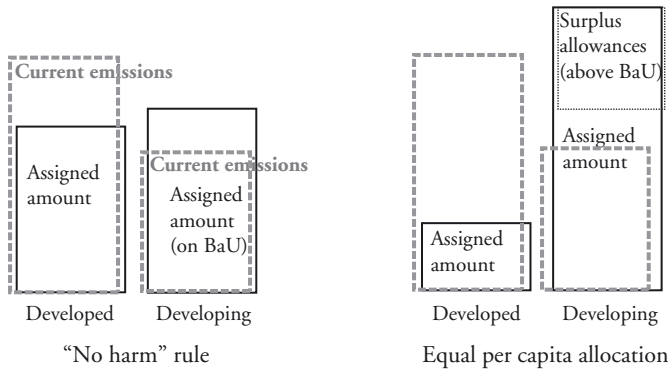 Current emissions
Assigned
amount
Current emissions
Assigned
amount
(on BaU)
Developed
Developing
“No harm” rule
Surplus
allowances
(above BaU)
Assigned
amount
Assigned
amount
Developed
Developing
Equal per capita allocation